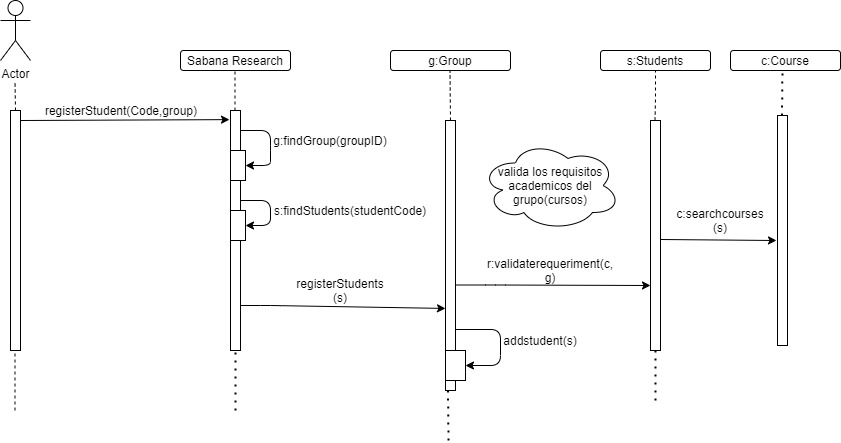 Actor
Sabana Research
g:Group
s:Students
c:Course
registerStudent(Code,group)
g:findGroup(groupID)
valida los requisitos
academicos del
grupo(cursos)
s:findStudents(studentCode)
c:searchcourses
(s)
r:validaterequeriment(c,
g)
registerStudents
(s)
addstudent(s)